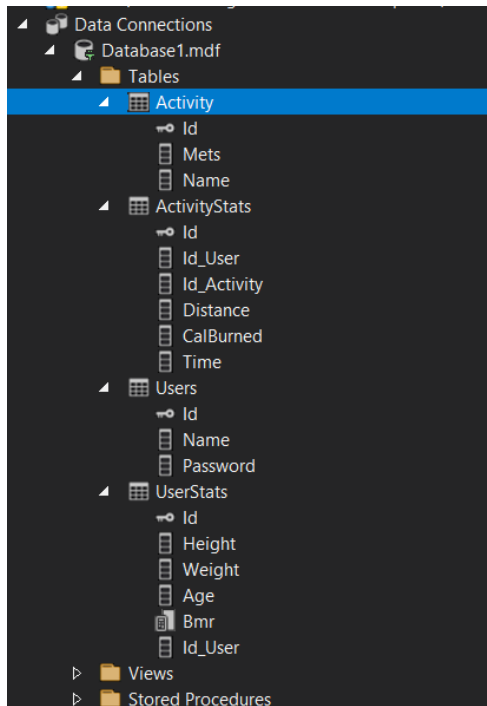 Data Connections
Database1.mdf
Tables
Activity
Id
Mets
Name
ActivityStats
Id
Id_User
Id_Activity
Distance
CalBurned
Time
Users
Id
Name
Password
UserStats
Id
Height
Weight
Age
Bmr
Id_User
Views
Stored Procedures